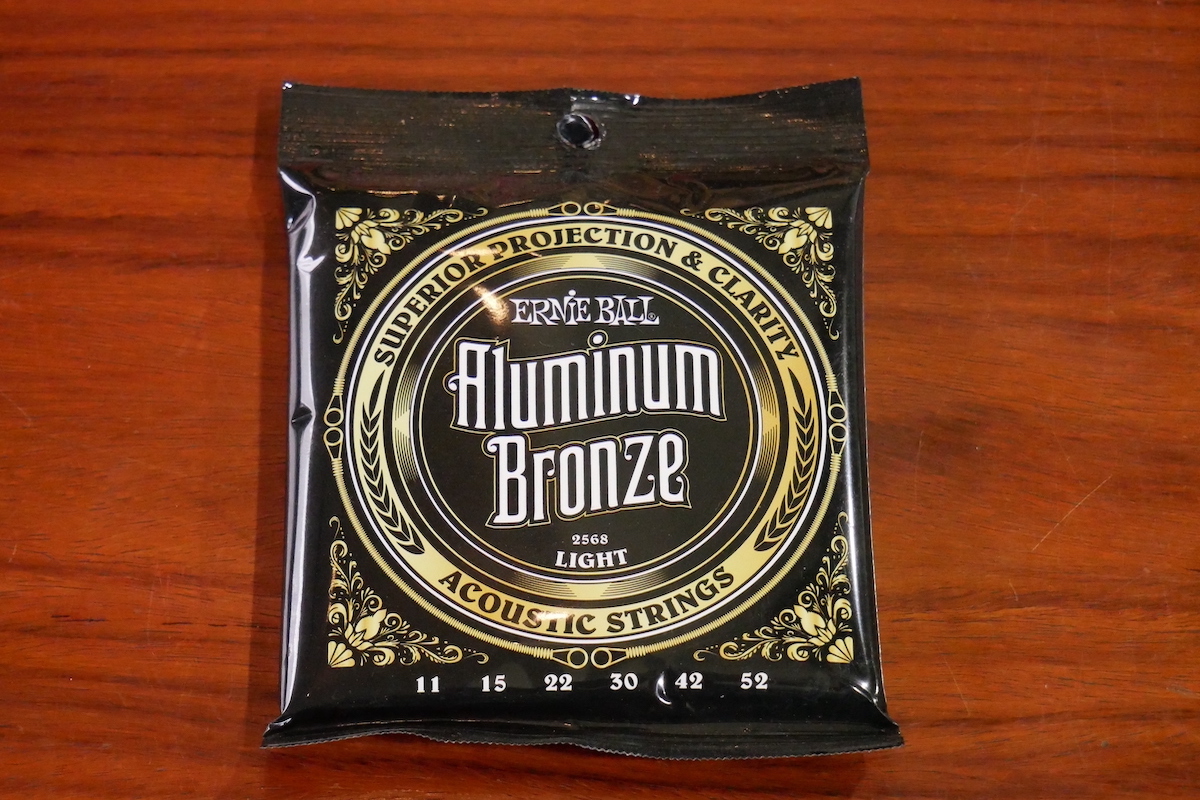 SUPERIOR PROJECTION & CLARITY
ERNIE BALL®
Aluminum
Bronze
2568
LIGHT
ACOUSTIC STRINGS
11 15 22 30 42 52